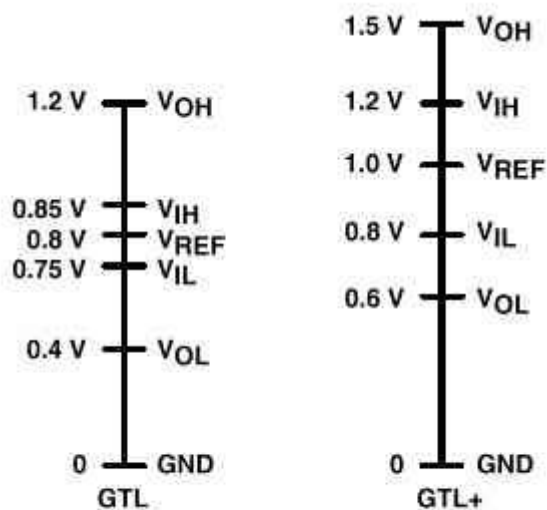 1.2 V VOH
0.85 V VIH
0.8 V VREF
0.75 V VIL
0.4 V VOL
0 GND
GTL
1.5 V VOH
1.2 V VIH
1.0 V VREF
0.8 V VIL
0.6 V VOL
0 GND
GTL+